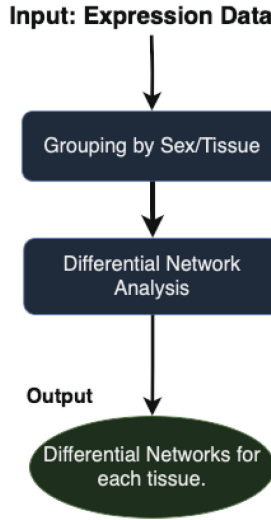 Input: Expression Data
Grouping by Sex/Tissue
Differential Network
Analysis
Output
Differential Networks for
each tissue.